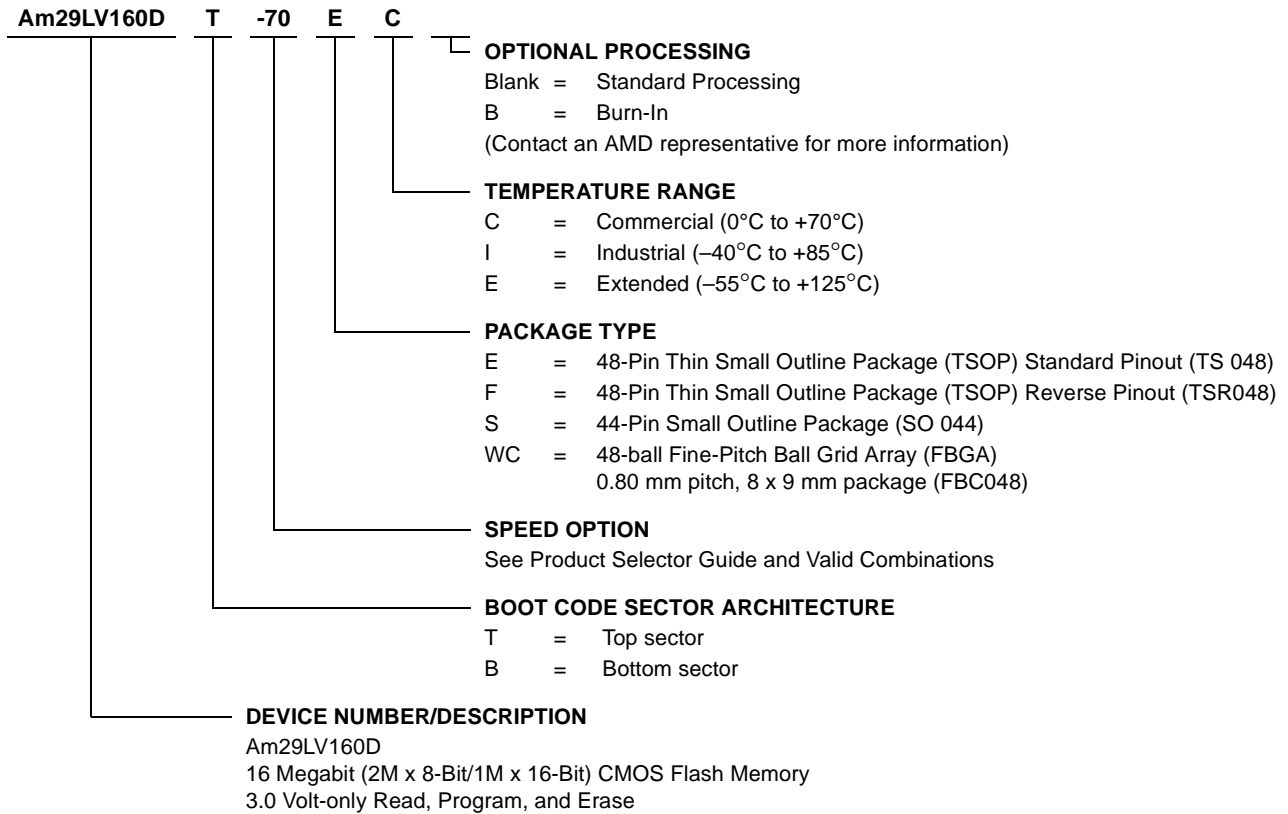 Am29LV160D T -70 E C
OPTIONAL PROCESSING
Blank = Standard Processing
B = Burn-In
(Contact an AMD representative for more information)
TEMPERATURE RANGE
C = Commercial (0°C to +70°C)
I = Industrial (–40°C to +85°C)
E = Extended (–55°C to +125°C)
PACKAGE TYPE
E = 48-Pin Thin Small Outline Package (TSOP) Standard Pinout (TS 048)
F = 48-Pin Thin Small Outline Package (TSOP) Reverse Pinout (TSR048)
S = 44-Pin Small Outline Package (SO 044)
WC = 48-ball Fine-Pitch Ball Grid Array (FBGA)
0.80 mm pitch, 8 x 9 mm package (FBC048)
SPEED OPTION
See Product Selector Guide and Valid Combinations
BOOT CODE SECTOR ARCHITECTURE
T = Top sector
B = Bottom sector
DEVICE NUMBER/DESCRIPTION
Am29LV160D
16 Megabit (2M x 8-Bit/1M x 16-Bit) CMOS Flash Memory
3.0 Volt-only Read, Program, and Erase